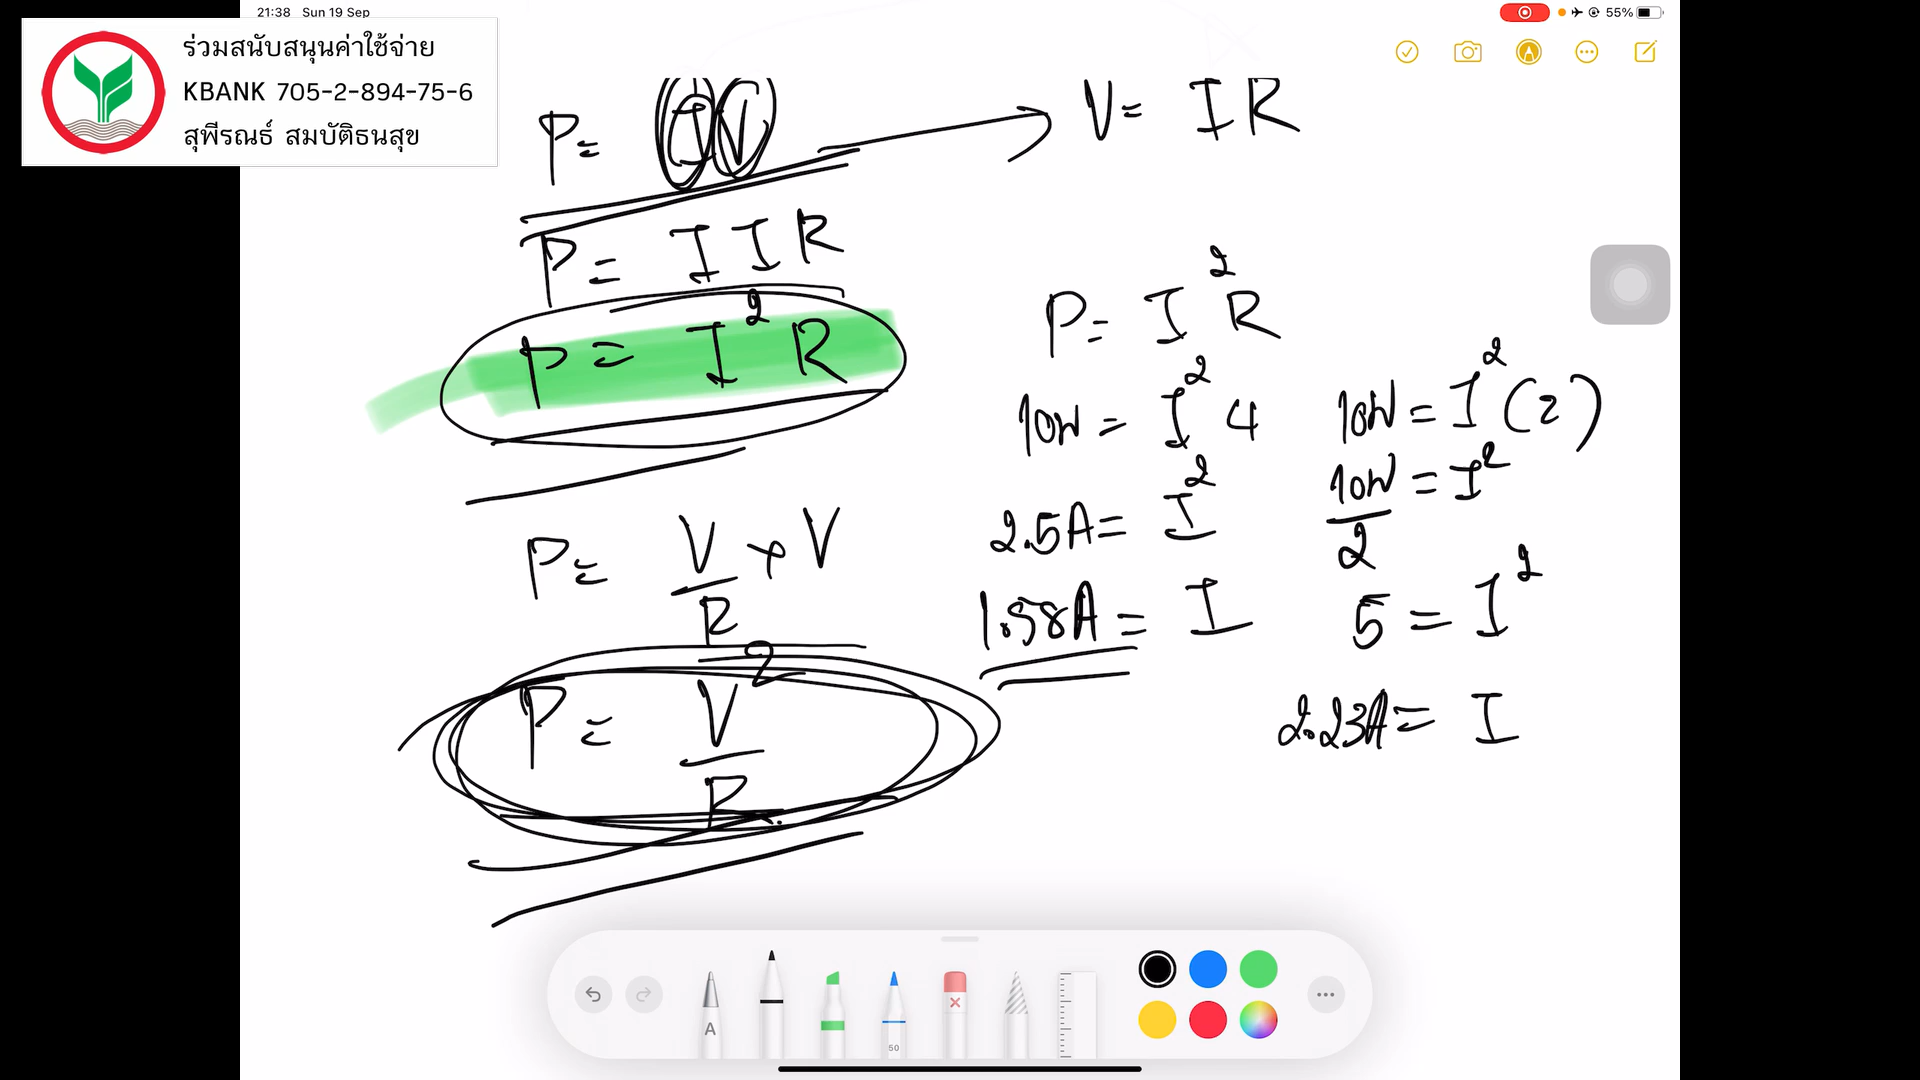 21:38 Sun 19 Sep
55%
ร่วมสนับสนุนค่าใช้จ่าย
KBANK 705-2-894-75-6
สุพีรณธ์ สมบัติธนสุข
P = IV
V = IR
P = I I R
P = I² R
P = V/R × V
P = V²/R
P = I² R
10W = I² 4
2.5A = I²
1.58A = I
10W = I² (2)
10W/2 = I²
5 = I²
2.23A = I
A
50